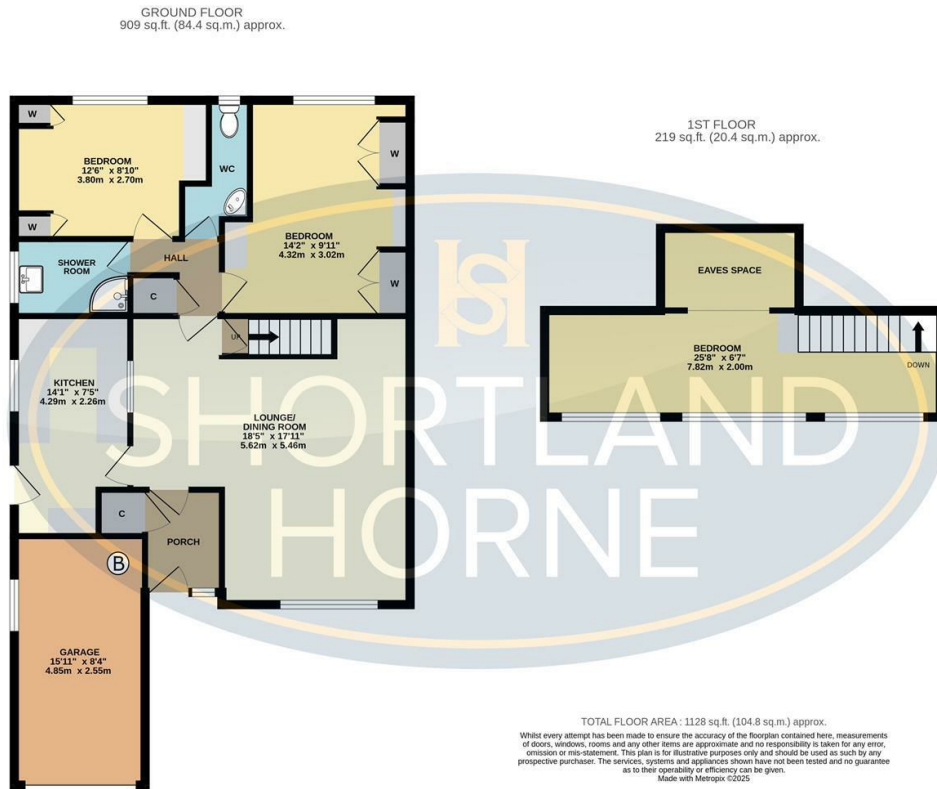 GROUND FLOOR
909 sq.ft. (84.4 sq.m.) approx.
1ST FLOOR
219 sq.ft. (20.4 sq.m.) approx.
W
BEDROOM
12'6" x 8'10"
3.80m x 2.70m
W
WC
BEDROOM
14'2" x 9'11"
4.32m x 3.02m
W
W
SHOWER
ROOM
HALL
C
UP
KITCHEN
14'1" x 7'5"
4.29m x 2.26m
LOUNGE/
DINING ROOM
18'5" x 17'11"
5.62m x 5.46m
C
PORCH
B
GARAGE
15'11" x 8'4"
4.85m x 2.55m
EAVES SPACE
BEDROOM
25'8" x 6'7"
7.82m x 2.00m
DOWN
SH
SHORTLAND
HORNE
TOTAL FLOOR AREA : 1128 sq.ft. (104.8 sq.m.) approx.
Whilst every attempt has been made to ensure the accuracy of the floorplan contained here, measurements
of doors, windows, rooms and any other items are approximate and no responsibility is taken for any error,
omission or mis-statement. This plan is for illustrative purposes only and should be used as such by any
prospective purchaser. The services, systems and appliances shown have not been tested and no guarantee
as to their operability or efficiency can be given.
Made with Metropix ©2025